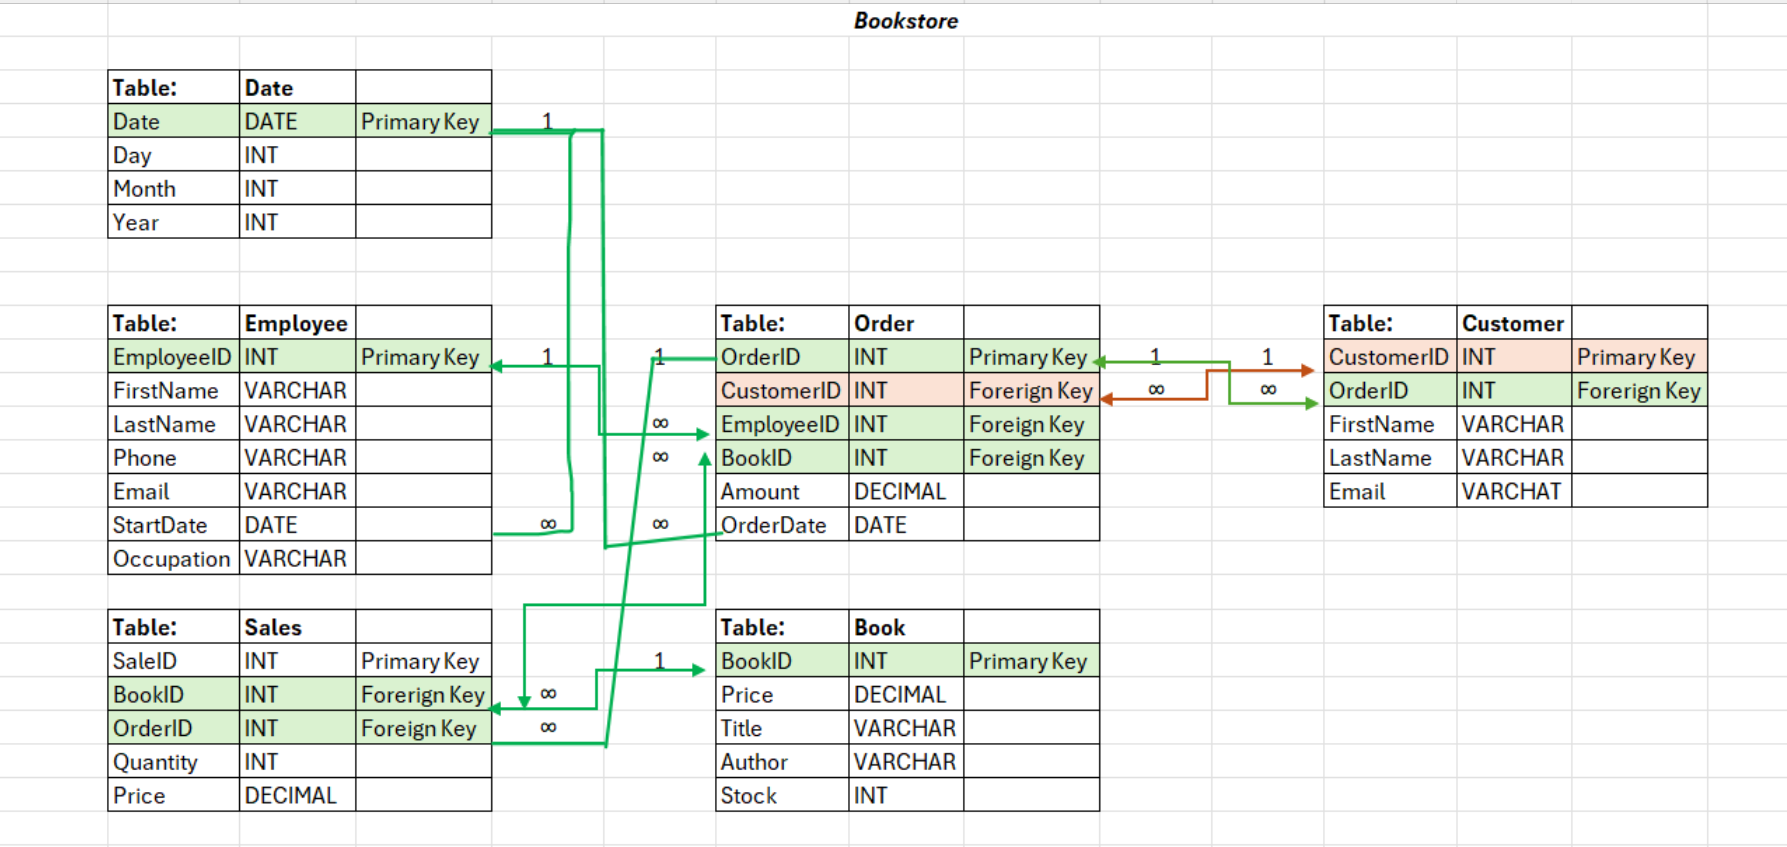 Bookstore
Table: Date
Date DATE Primary Key 1
Day INT
Month INT
Year INT
Table: Employee
EmployeeID INT Primary Key 1
FirstName VARCHAR
LastName VARCHAR
Phone VARCHAR
Email VARCHAR
StartDate DATE ∞
Occupation VARCHAR
Table: Order
1 OrderID INT Primary Key 1
CustomerID INT Forerign Key ∞
∞ EmployeeID INT Foreign Key
∞ BookID INT Foreign Key
Amount DECIMAL
∞ OrderDate DATE
Table: Customer
1 CustomerID INT Primary Key
∞ OrderID INT Forerign Key
FirstName VARCHAR
LastName VARCHAR
Email VARCHAT
Table: Sales
SaleID INT Primary Key
BookID INT Forerign Key ∞
OrderID INT Foreign Key ∞
Quantity INT
Price DECIMAL
Table: Book
1 BookID INT Primary Key
Price DECIMAL
Title VARCHAR
Author VARCHAR
Stock INT